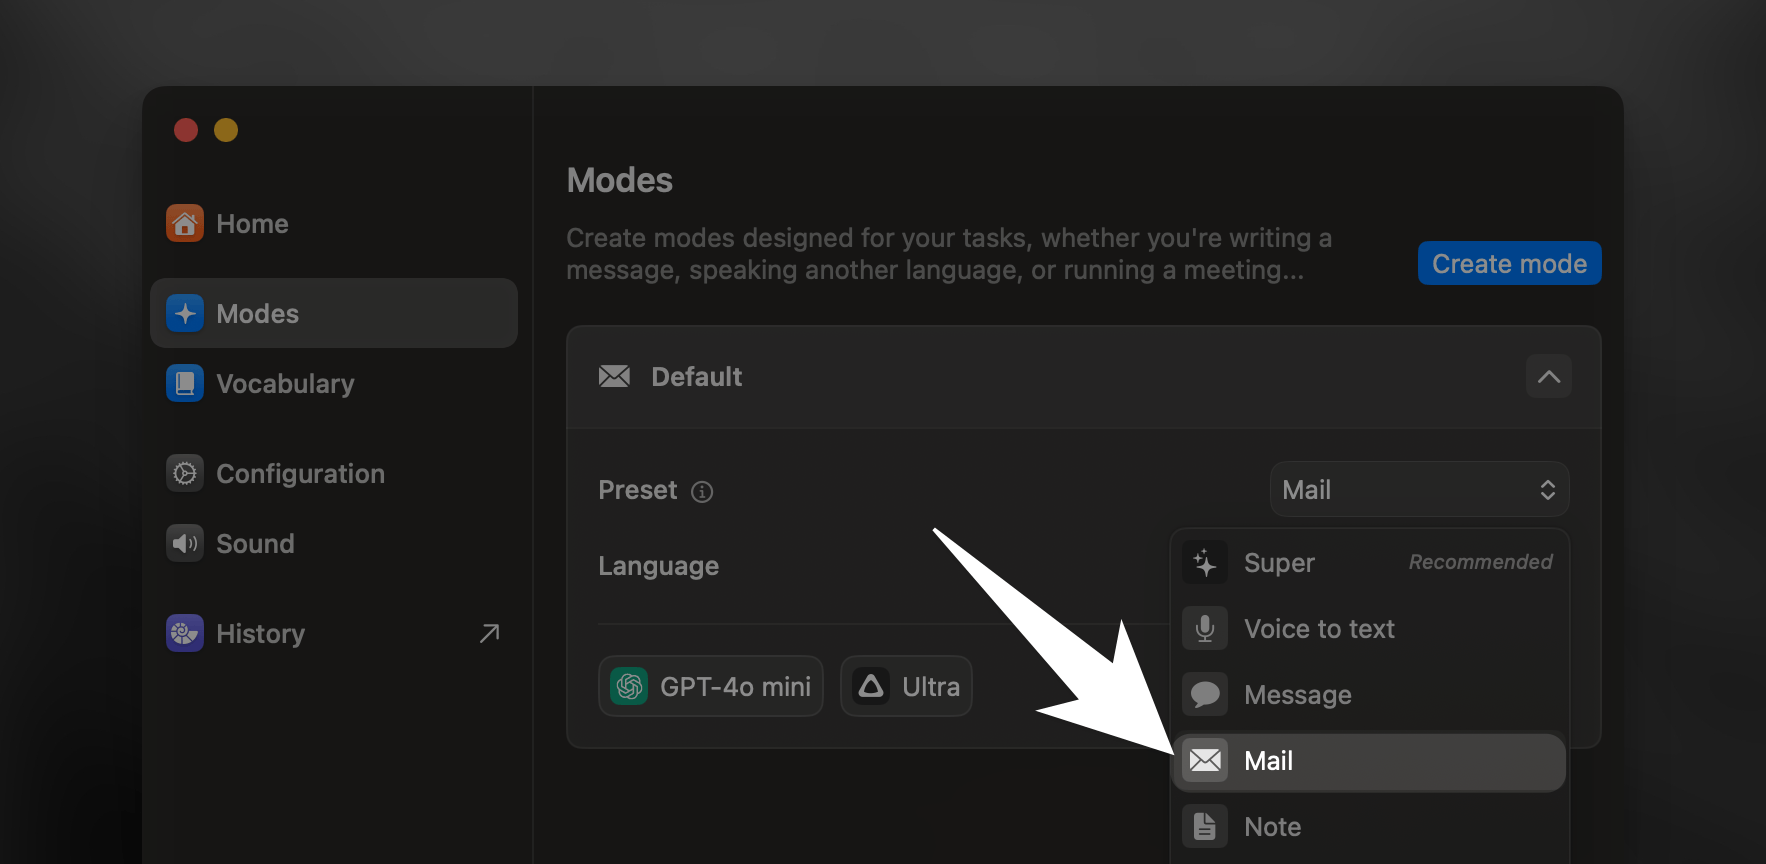 Home
Modes
Vocabulary
Configuration
Sound
History
Modes
Create modes designed for your tasks, whether you're writing a
message, speaking another language, or running a meeting...
Create mode
Default
Preset
Mail
Language
GPT-4o mini
Ultra
Super Recommended
Voice to text
Message
Mail
Note